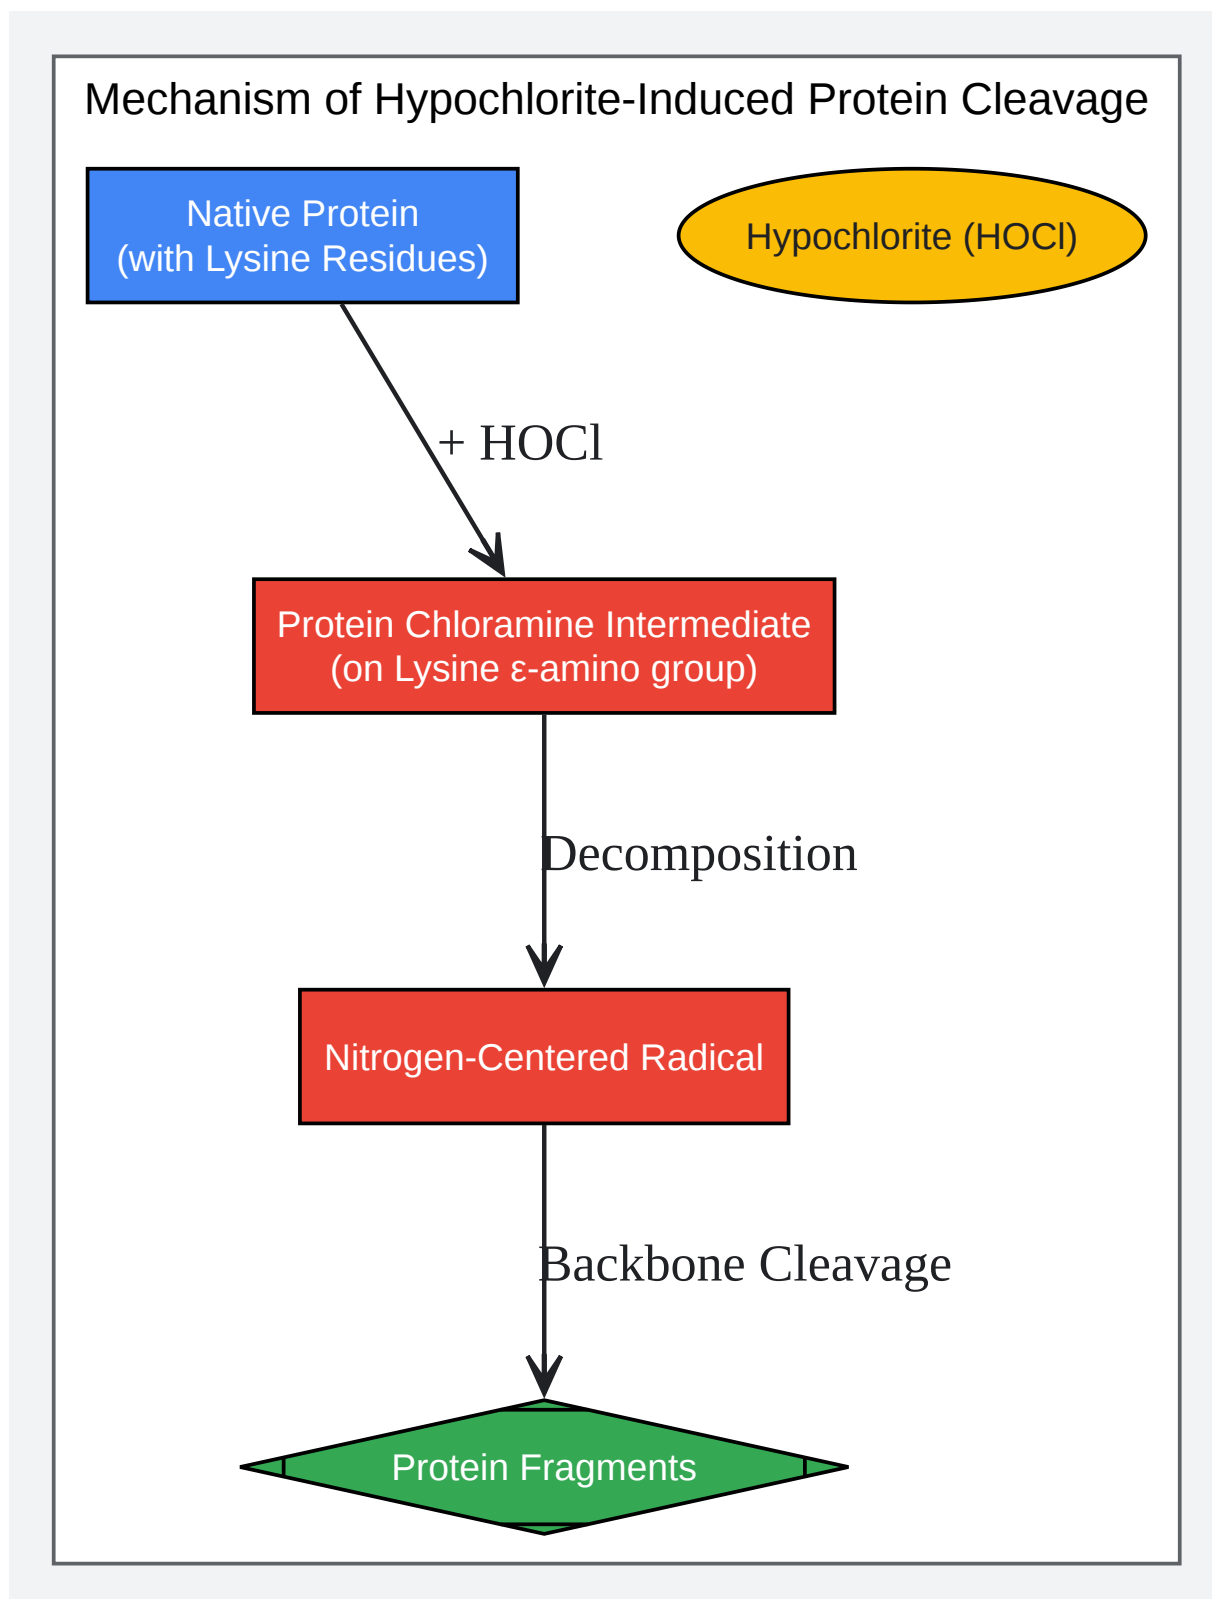 Mechanism of Hypochlorite-Induced Protein Cleavage
Native Protein
(with Lysine Residues)
Hypochlorite (HOCl)
+ HOCl
Protein Chloramine Intermediate
(on Lysine ε-amino group)
Decomposition
Nitrogen-Centered Radical
Backbone Cleavage
Protein Fragments